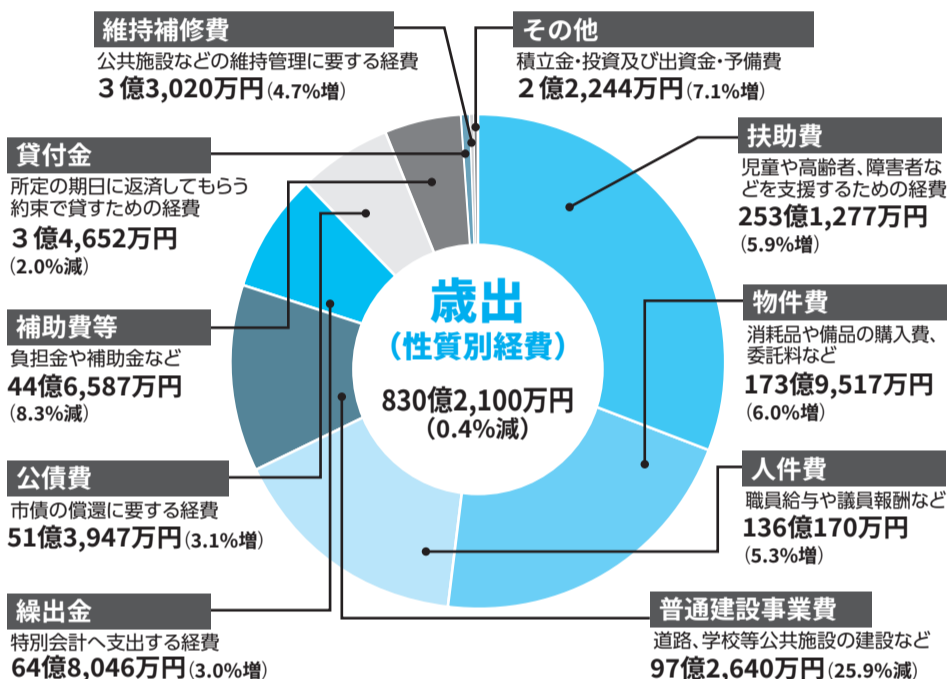 維持補修費
公共施設などの維持管理に要する経費
3億3,020万円(4.7%増)
その他
積立金・投資及び出資金・予備費
2億2,244万円(7.1%増)
貸付金
所定の期日に返済してもらう
約束で貸すための経費
3億4,652万円
(2.0%減)
扶助費
児童や高齢者、障害者な
どを支援するための経費
253億1,277万円
(5.9%増)
歳出
(性質別経費)
830億2,100万円
(0.4%減)
物件費
消耗品や備品の購入費、
委託料など
173億9,517万円
(6.0%増)
補助費等
負担金や補助金など
44億6,587万円
(8.3%減)
人件費
職員給与や議員報酬など
136億170万円
(5.3%増)
公債費
市債の償還に要する経費
51億3,947万円(3.1%増)
繰出金
特別会計へ支出する経費
64億8,046万円(3.0%増)
普通建設事業費
道路、学校等公共施設の建設など
97億2,640万円(25.9%減)